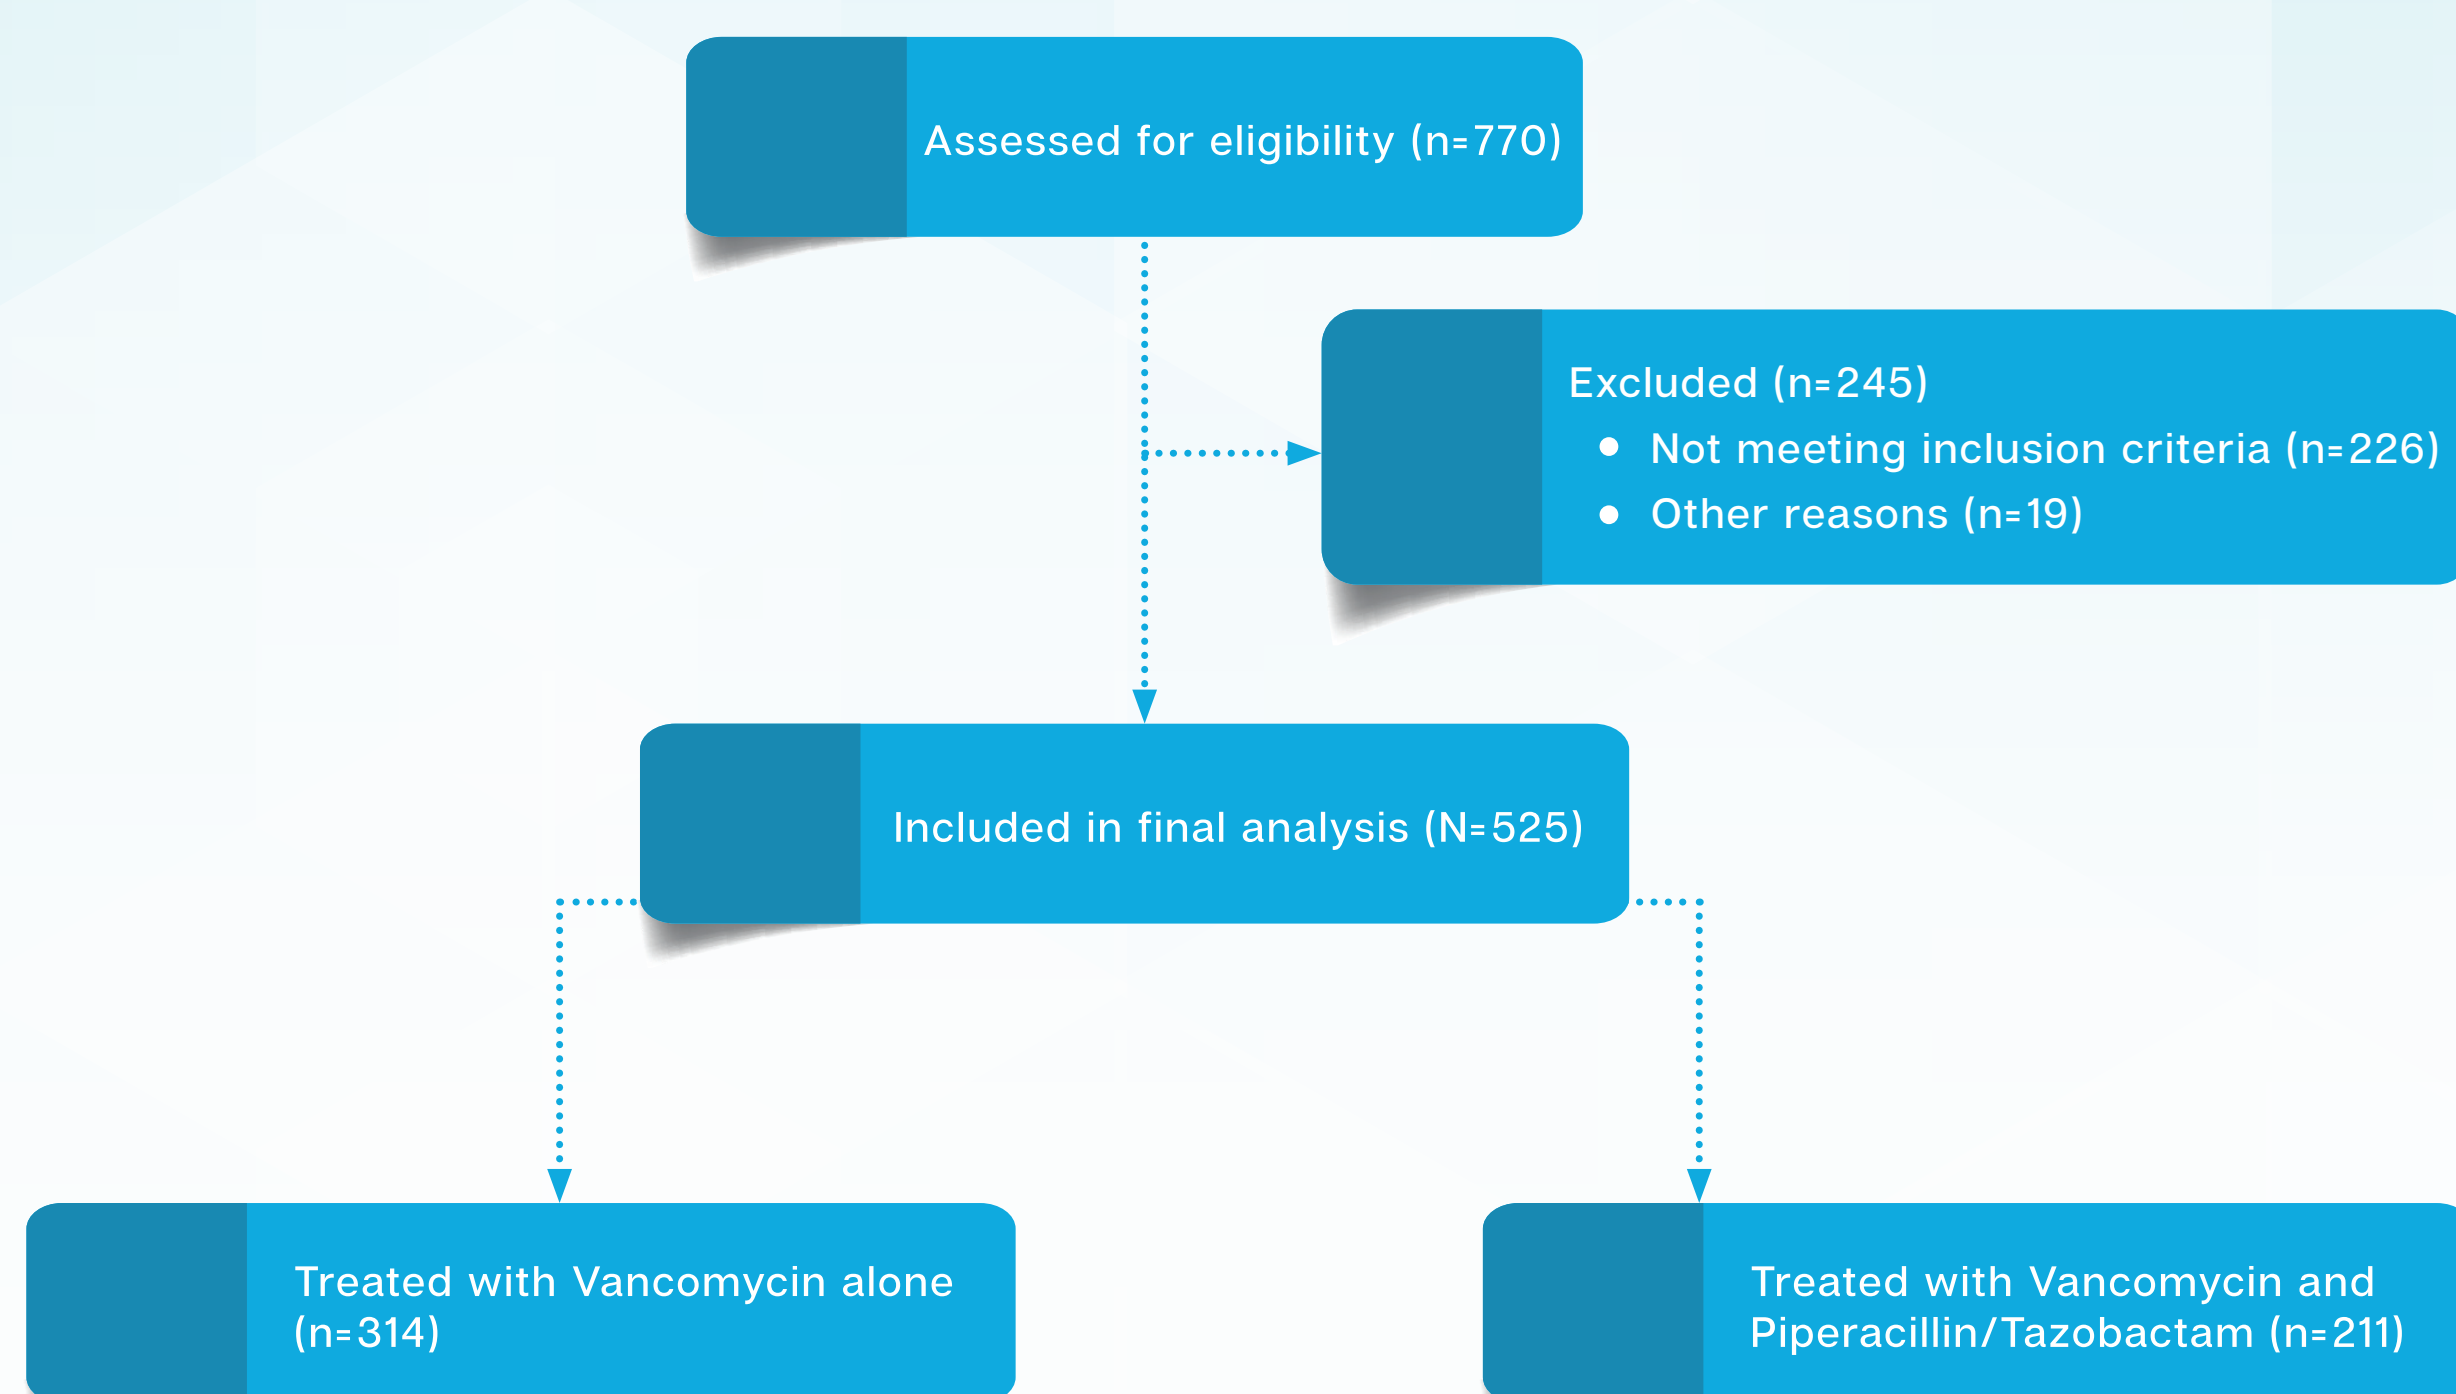 Assessed for eligibility (n=770)
Excluded (n=245)
● Not meeting inclusion criteria (n=226)
● Other reasons (n=19)
Included in final analysis (N=525)
Treated with Vancomycin alone
(n=314)
Treated with Vancomycin and
Piperacillin/Tazobactam (n=211)